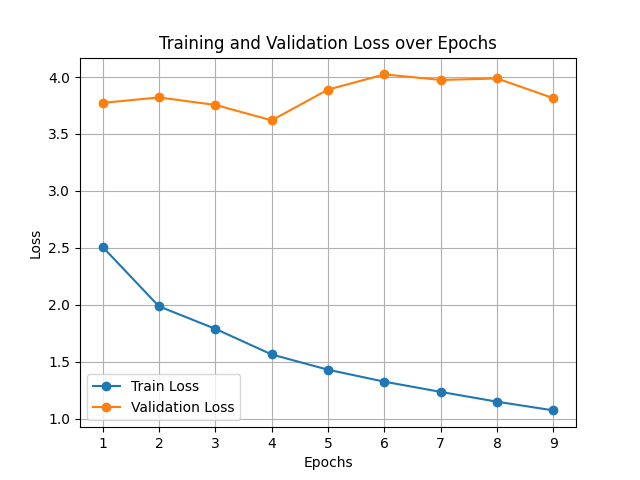 Training and Validation Loss over Epochs
4.0
3.5
3.0
2.5
2.0
1.5
1.0
Loss
Train Loss
Validation Loss
1 2 3 4 5 6 7 8 9
Epochs